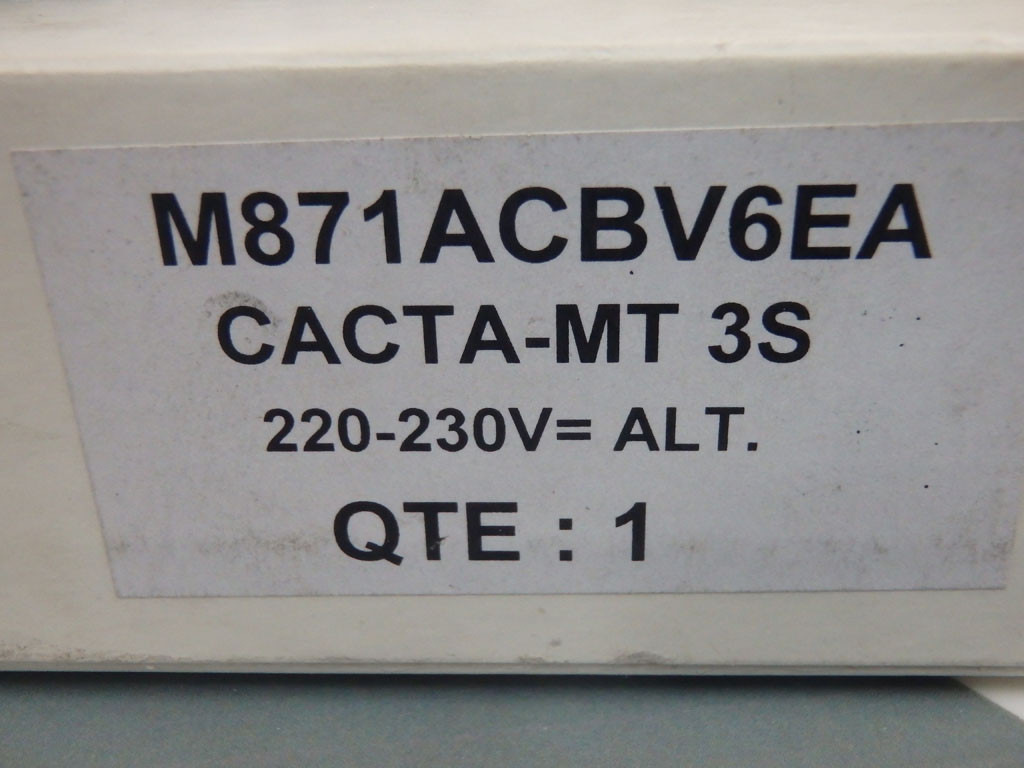 M871ACBV6EA
CACTA-MT 3S
220-230V= ALT.
QTE : 1